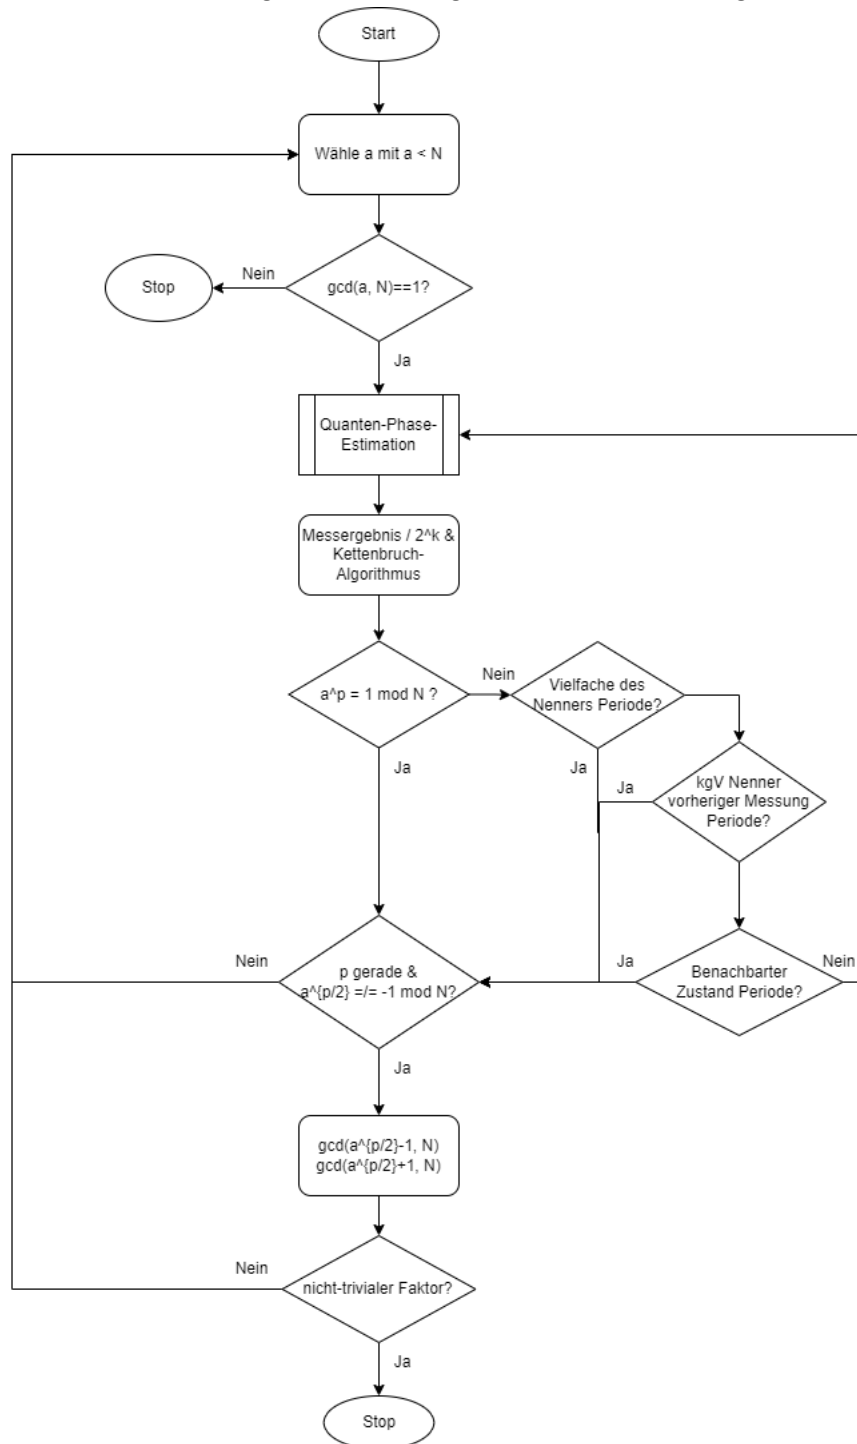 Start
Wähle a mit a < N
Nein
Stop
gcd(a, N)==1?
Ja
Quanten-Phase-
Estimation
Messergebnis / 2^k &
Kettenbruch-
Algorithmus
a^p = 1 mod N ?
Nein
Vielfache des
Nenners Periode?
Ja
Ja
Ja
kgV Nenner
vorheriger Messung
Periode?
Nein
p gerade &
a^{p/2} =/= -1 mod N?
Ja
Benachbarter
Zustand Periode?
Nein
Ja
gcd(a^{p/2}-1, N)
gcd(a^{p/2}+1, N)
Nein
nicht-trivialer Faktor?
Ja
Stop